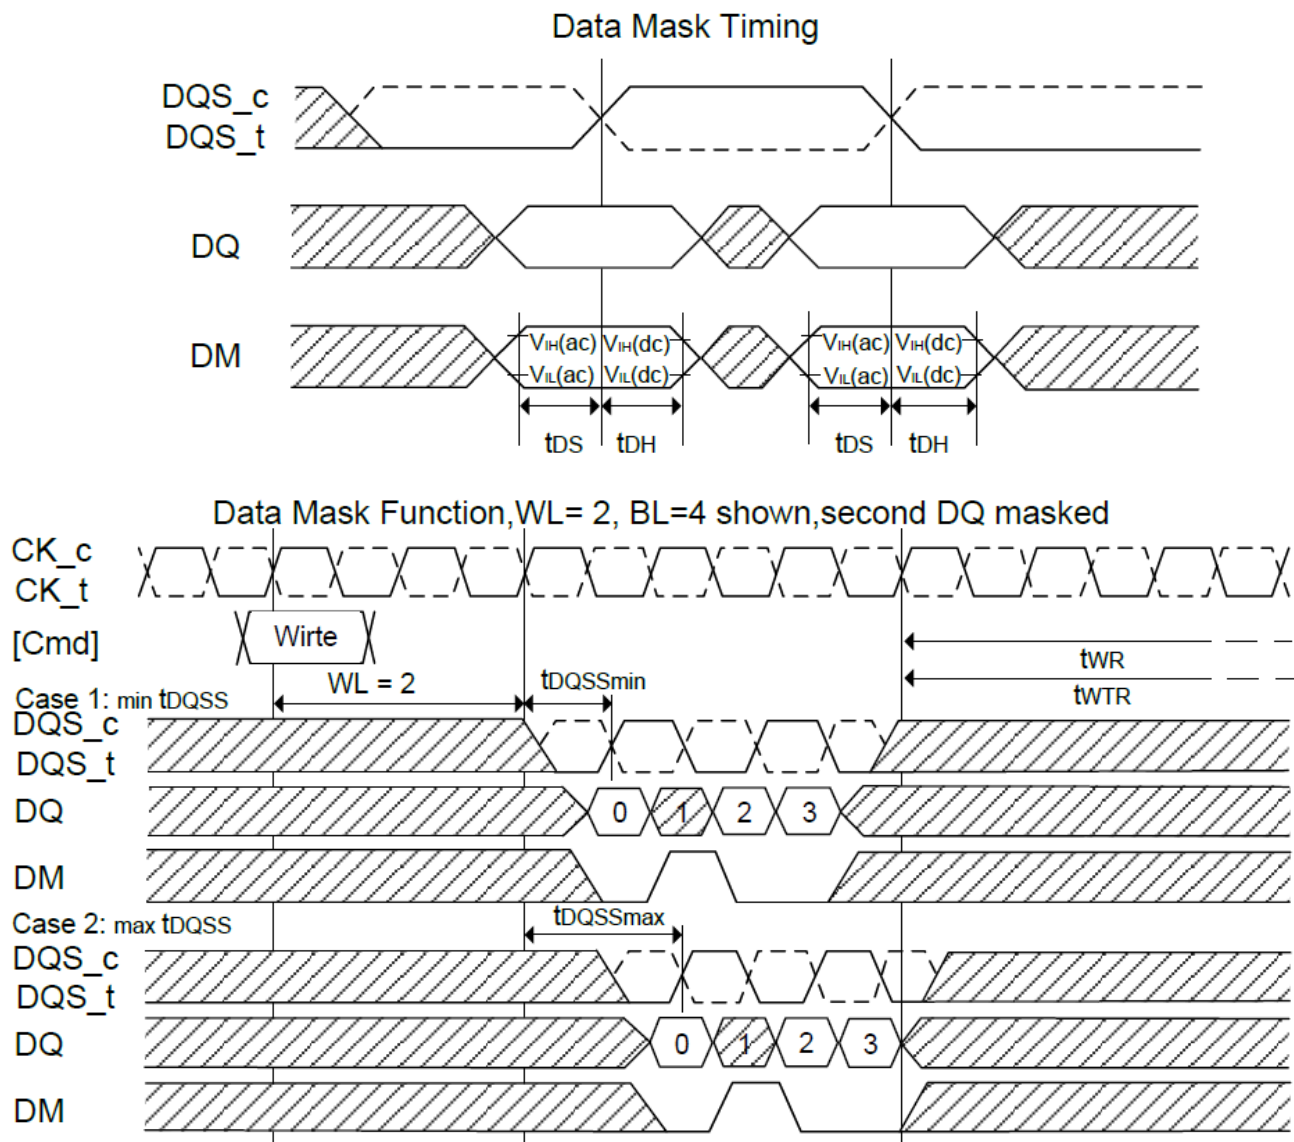 Data Mask Timing
DQS_c
DQS_t
DQ
DM
VIH(ac) VIH(dc) VIH(ac) VIH(dc)
VIL(ac) VIL(dc) VIL(ac) VIL(dc)
tDS tDH tDS tDH
Data Mask Function,WL= 2, BL=4 shown,second DQ masked
CK_c
CK_t
[Cmd] Wirte
tWR
WL = 2 tDQSSmin
tWTR
Case 1: min tDQSS
DQS_c
DQS_t
DQ 0 1 2 3
DM
Case 2: max tDQSS tDQSSmax
DQS_c
DQS_t
DQ 0 1 2 3
DM